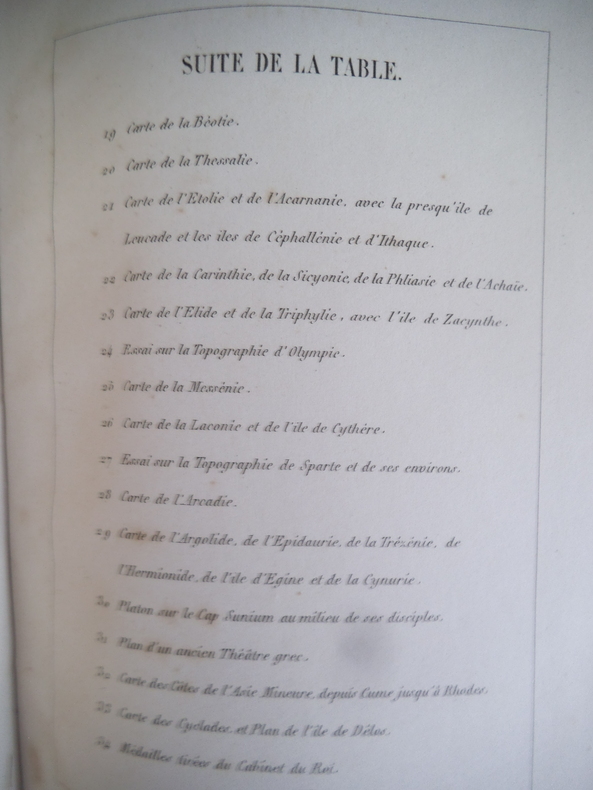 SUITE DE LA TABLE.
19 Carte de la Béotie.
20 Carte de la Thessalie.
21 Carte de l'Etolie et de l'Acarnanie, avec la presqu'île de
Leucade et les îles de Céphallénie et d'Ithaque.
22 Carte de la Carinthie, de la Sicyonie, de la Phliasie et de l'Achaïe.
23 Carte de l'Elide et de la Triphylie, avec l'île de Zacynthe.
24 Essai sur la Topographie d'Olympie.
25 Carte de la Messénie.
26 Carte de la Laconie et de l'île de Cythère.
27 Essai sur la Topographie de Sparte et de ses environs.
28 Carte de l'Arcadie.
29 Carte de l'Argolide, de l'Epidaurie, de la Trézénie, de
l'Hermionide, de l'île d'Egine et de la Cynurie.
30 Platon sur le Cap Sunium au milieu de ses disciples.
31 Plan d'un ancien Théâtre grec.
32 Carte des Côtes de l'Asie Mineure, depuis Cume jusqu'à Rhodes.
33 Carte des Cyclades, et Plan de l'île de Délos.
34 Médailles tirées du Cabinet du Roi.